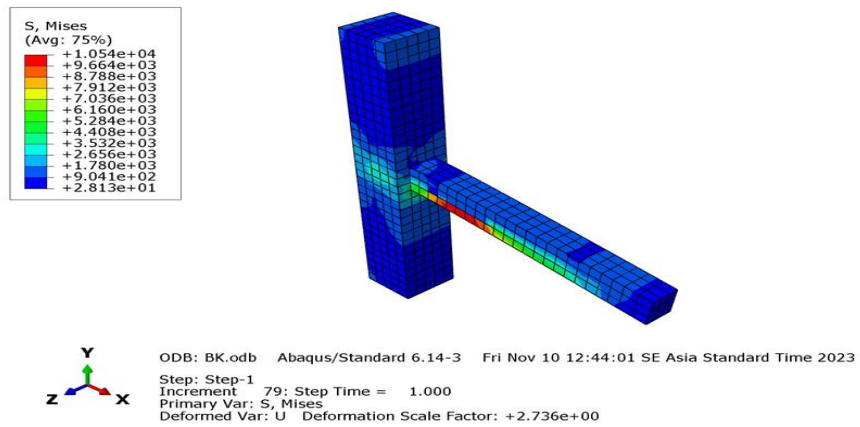 S, Mises
(Avg: 75%)
+1.054e+04
+9.664e+03
+8.788e+03
+7.912e+03
+7.036e+03
+6.160e+03
+5.284e+03
+4.408e+03
+3.532e+03
+2.656e+03
+1.780e+03
+9.041e+02
+2.813e+01
Y
Z X
ODB: BK.odb Abaqus/Standard 6.14-3 Fri Nov 10 12:44:01 SE Asia Standard Time 2023
Step: Step-1
Increment 79: Step Time = 1.000
Primary Var: S, Mises
Deformed Var: U Deformation Scale Factor: +2.736e+00